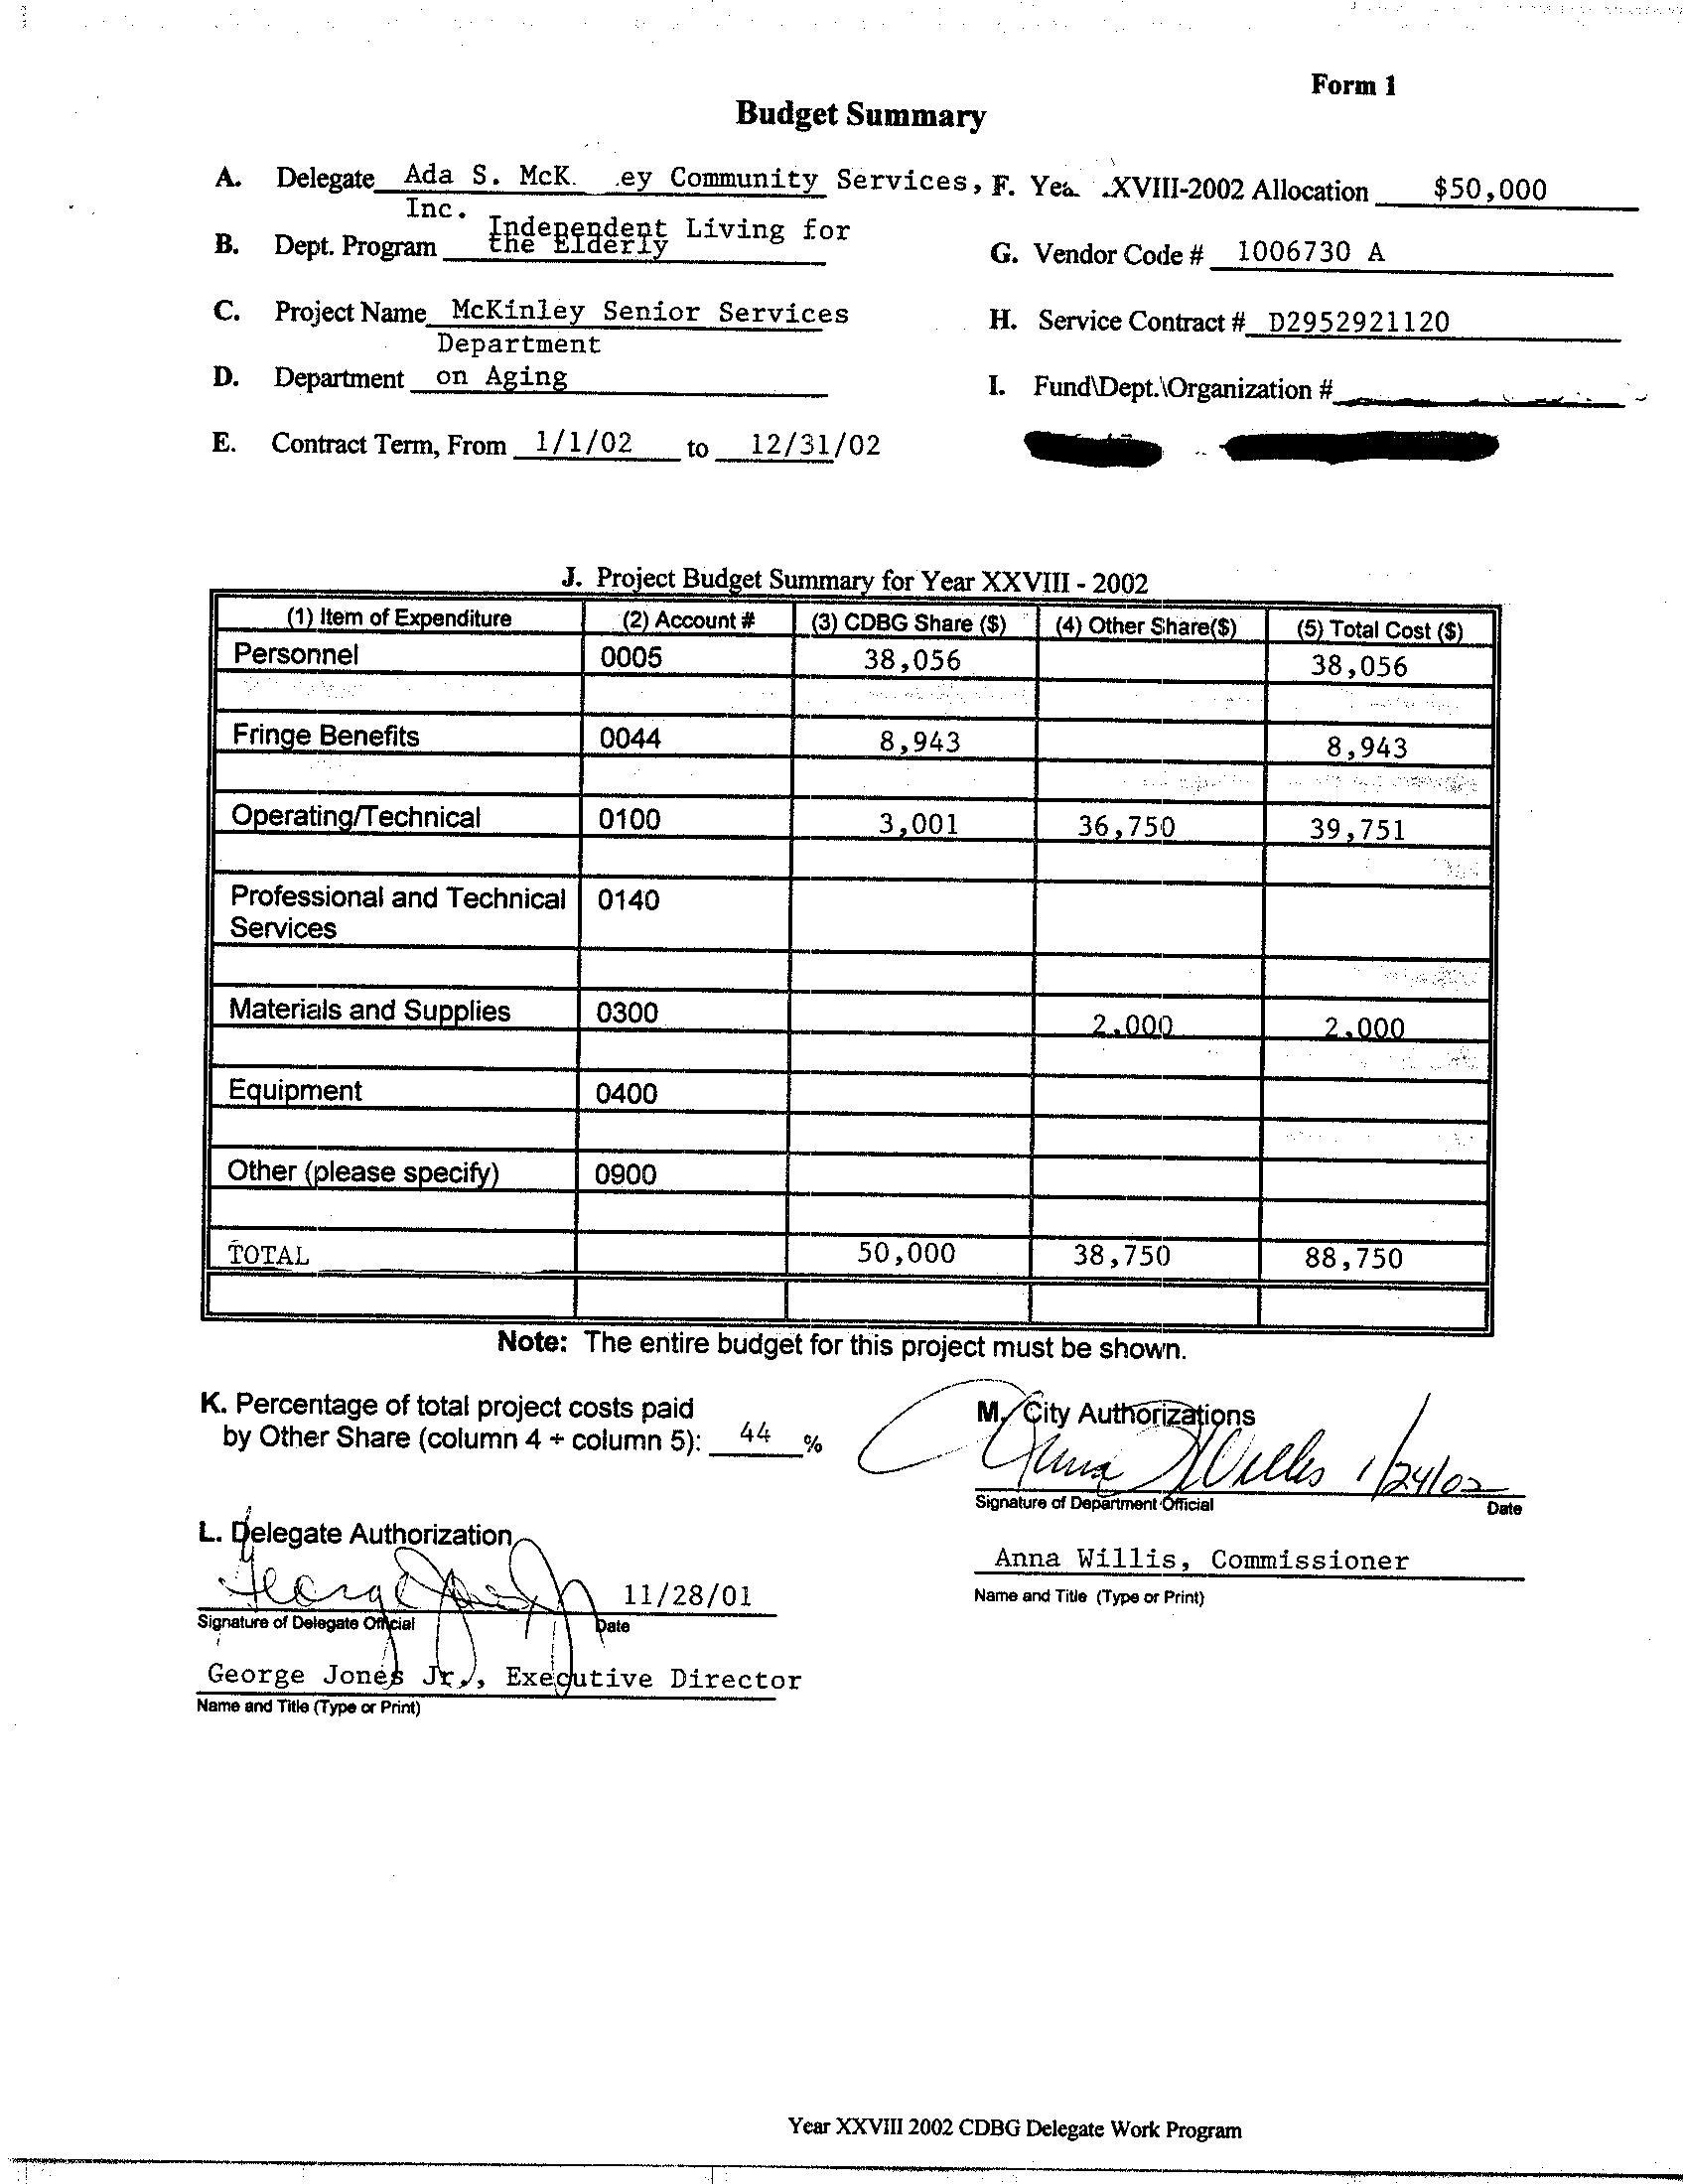 Form 1
Budget Summary
A. Delegate Ada S. McK. .ey Community Services, F. Yea. .XVIII-2002 Allocation $50,000
Inc.
B. Dept. Program Independent Living for
the Elderly
G. Vendor Code # 1006730 A
C. Project Name McKinley Senior Services
H. Service Contract # D2952921120
Department
D. Department on Aging
I. Fund\Dept.\Organization #
E. Contract Term, From 1/1/02 to 12/31/02
J. Project Budget Summary for Year XXVIII - 2002
(1) Item of Expenditure (2) Account # (3) CDBG Share ($) (4) Other Share($) (5) Total Cost ($)
Personnel 0005 38,056 38,056
Fringe Benefits 0044 8,943 8,943
Operating/Technical 0100 3,001 36,750 39,751
Professional and Technical 0140
Services
Materials and Supplies 0300 2,000 2,000
Equipment 0400
Other (please specify) 0900
TOTAL 50,000 38,750 88,750
Note: The entire budget for this project must be shown.
K. Percentage of total project costs paid
by Other Share (column 4 ÷ column 5): 44 %
M. City Authorizations
Anna Willis 1/24/02
Signature of Department Official Date
Anna Willis, Commissioner
Name and Title (Type or Print)
L. Delegate Authorization
George Jones Jr 11/28/01
Signature of Delegate Official Date
George Jones Jr., Executive Director
Name and Title (Type or Print)
Year XXVIII 2002 CDBG Delegate Work Program